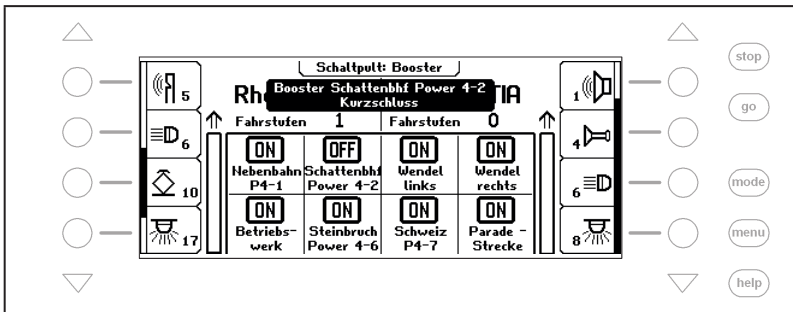 Schaltpult: Booster
Booster Schattenbhf Power 4-2
Kurzschluss
Rh
TIA
Fahrstufen 1 Fahrstufen 0
5
6
10
17
1
4
6
8
ON OFF ON ON
Nebenbahn Schattenbhf Wendel Wendel
P4-1 Power 4-2 links rechts
ON ON ON ON
Betriebs- Steinbruch Schweiz Parade -
werk Power 4-6 P4-7 Strecke
stop
go
mode
menu
help